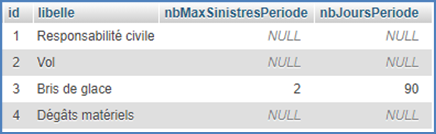 id libelle nbMaxSinistresPeriode nbJoursPeriode
1 Responsabilité civile NULL NULL
2 Vol NULL NULL
3 Bris de glace 2 90
4 Dégâts matériels NULL NULL